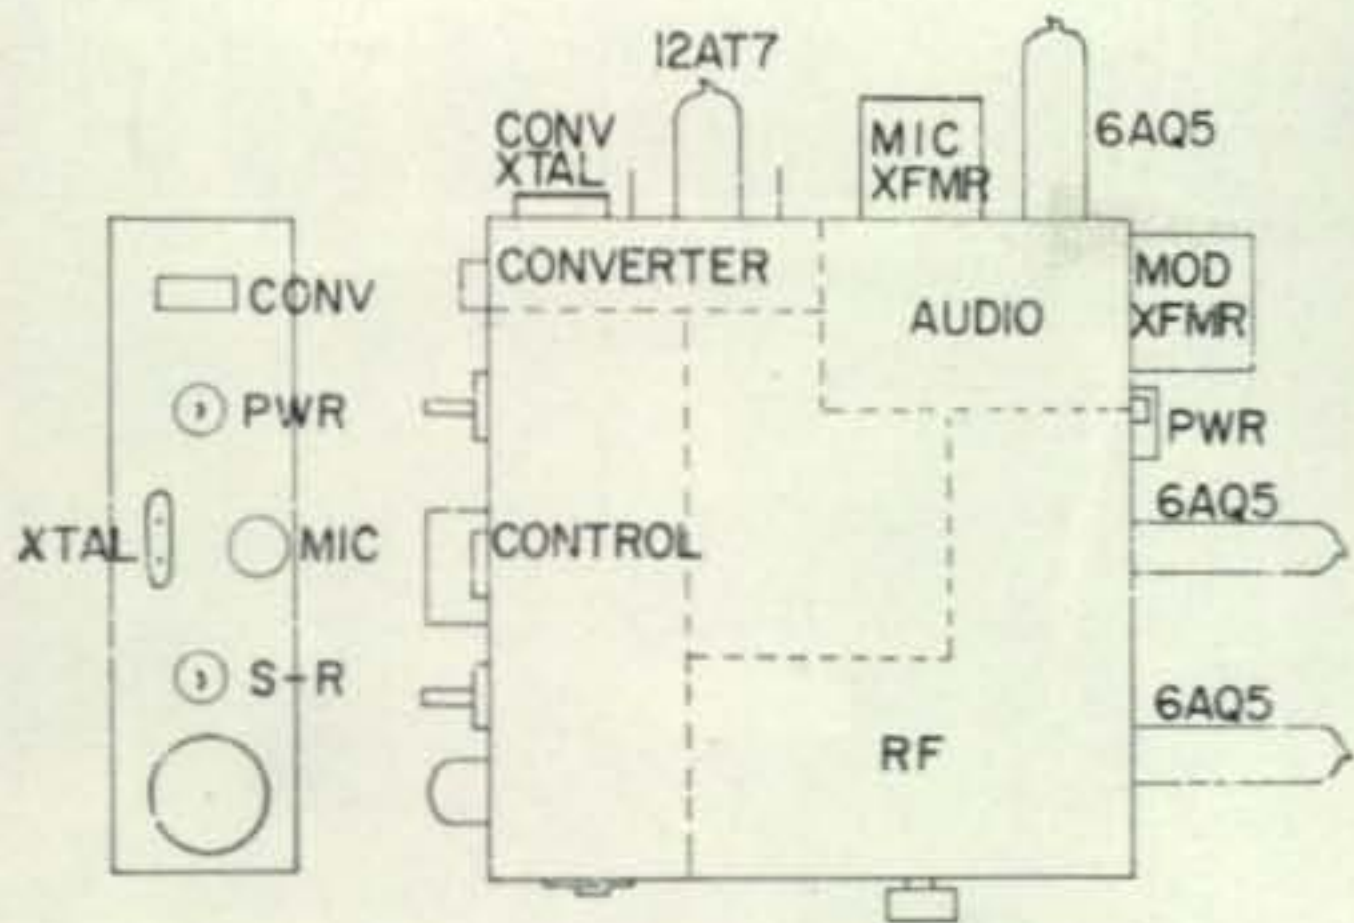 12AT7
CONV
XTAL
MIC
XFMR
6AQ5
CONVERTER
AUDIO
MOD
XFMR
CONV
PWR
PWR
6AQ5
XTAL
MIC
CONTROL
S-R
6AQ5
RF